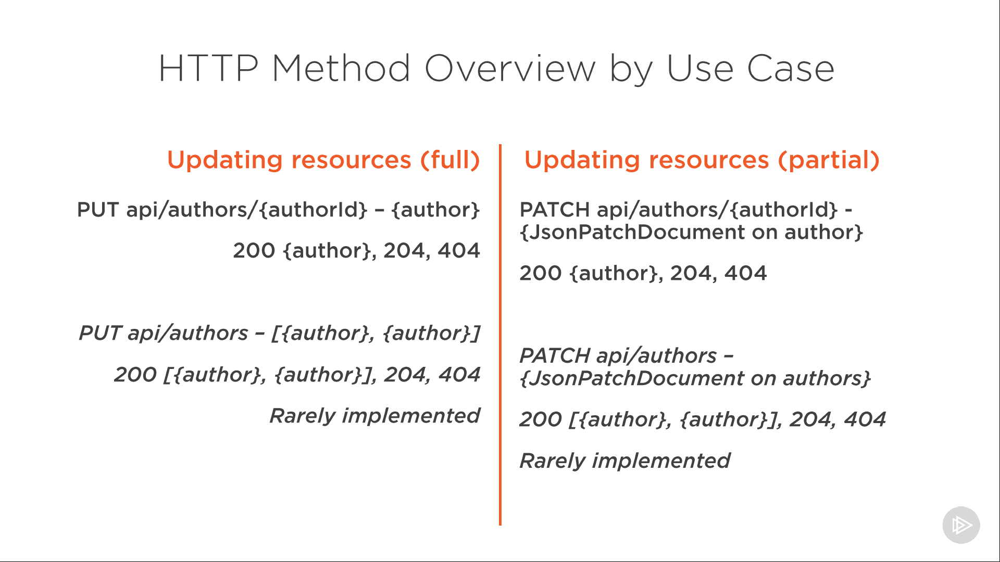 HTTP Method Overview by Use Case
Updating resources (full)
PUT api/authors/{authorId} – {author}
200 {author}, 204, 404
PUT api/authors – [{author}, {author}]
200 [{author}, {author}], 204, 404
Rarely implemented
Updating resources (partial)
PATCH api/authors/{authorId} -
{JsonPatchDocument on author}
200 {author}, 204, 404
PATCH api/authors –
{JsonPatchDocument on authors}
200 [{author}, {author}], 204, 404
Rarely implemented